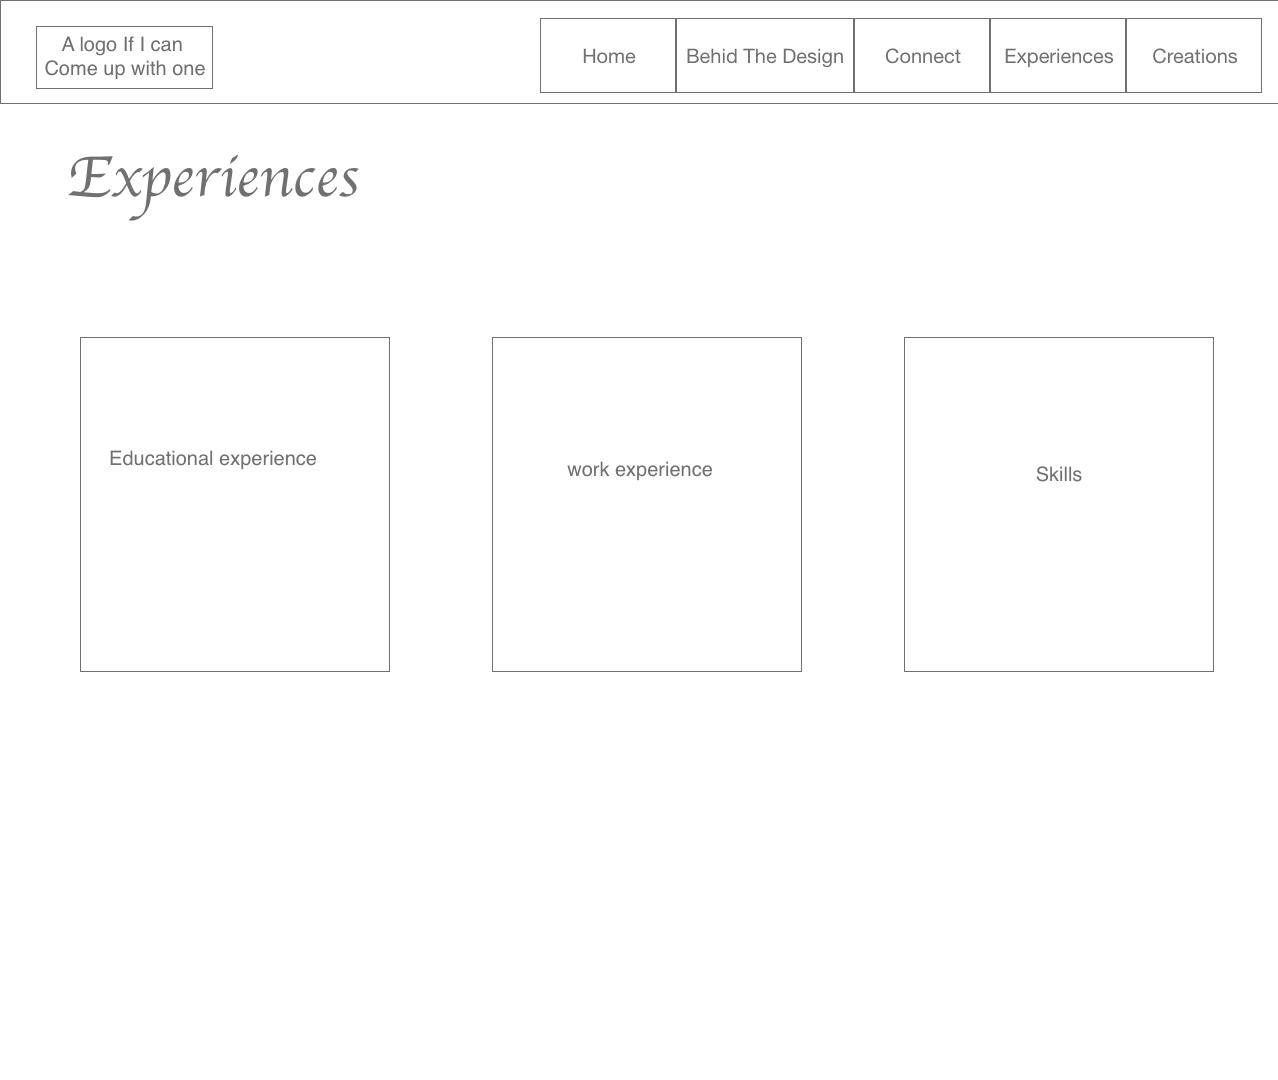 A logo If I can
Come up with one
Home
Behid The Design
Connect
Experiences
Creations
Experiences
Educational experience
work experience
Skills